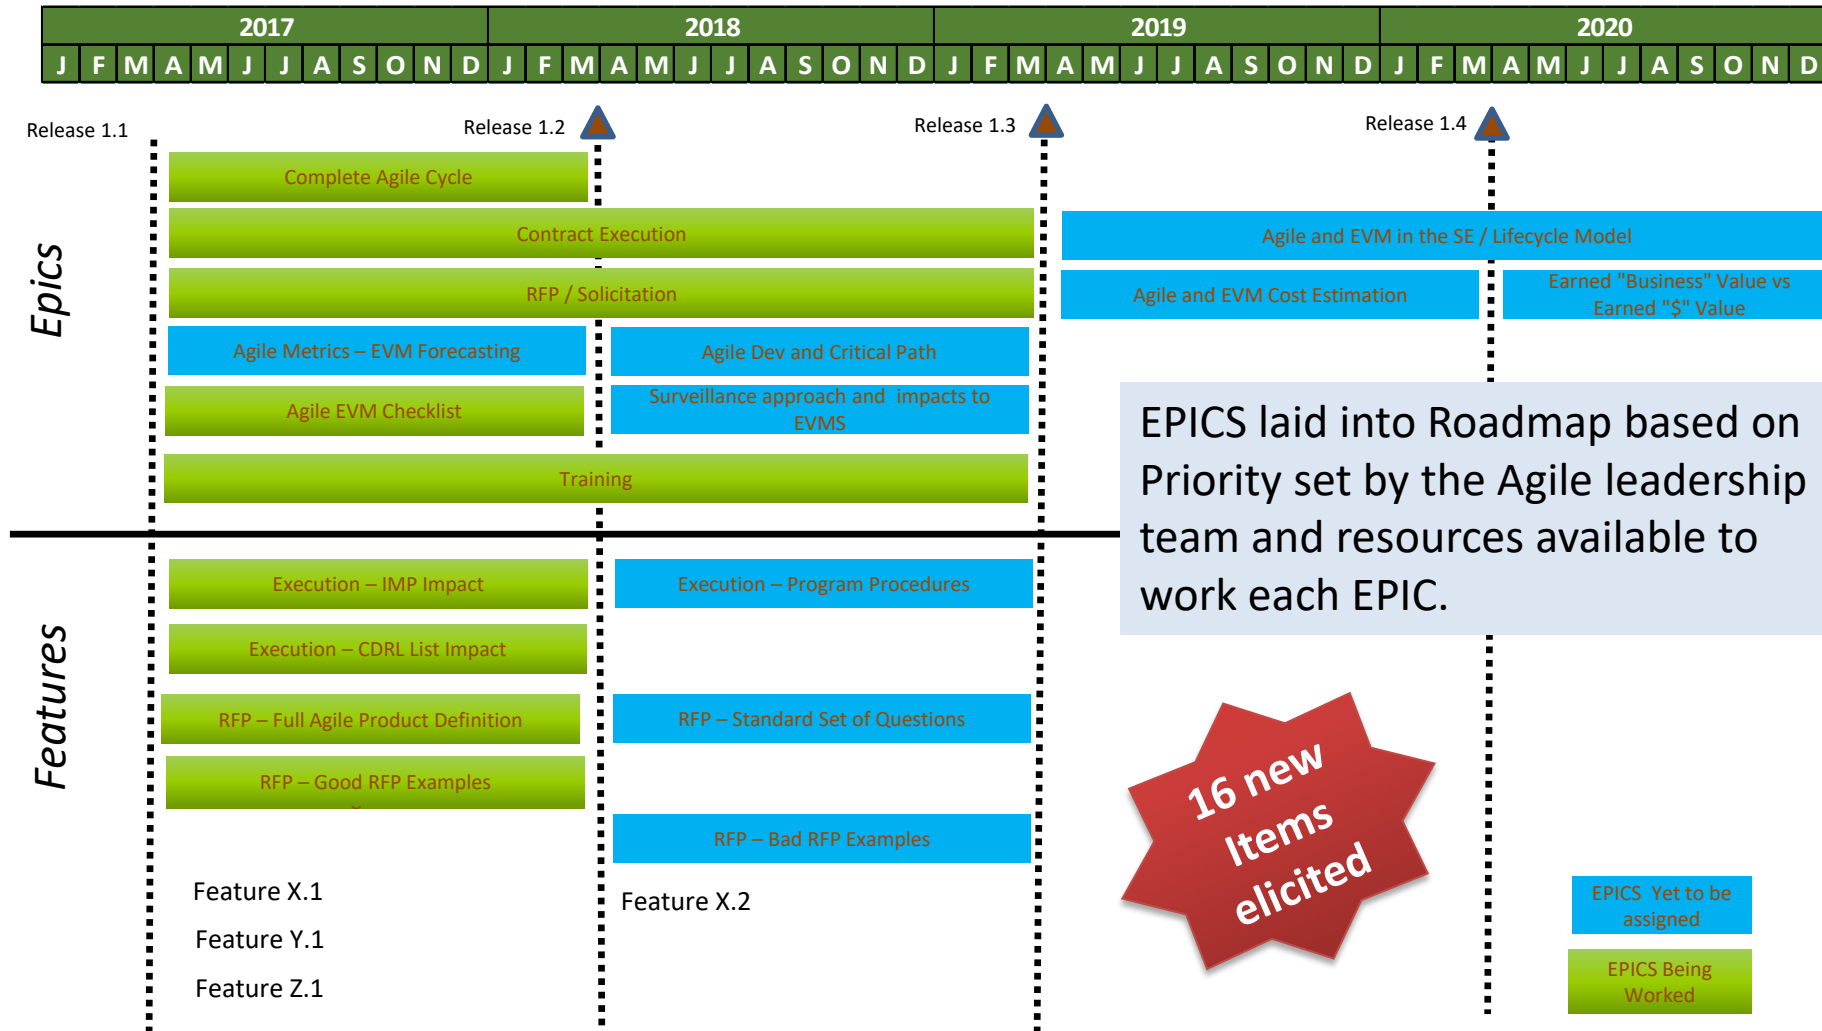 2017 2018 2019 2020
J F M A M J J A S O N D J F M A M J J A S O N D J F M A M J J A S O N D J F M A M J J A S O N D
Release 1.1
Release 1.2
Release 1.3
Release 1.4
Epics
Complete Agile Cycle
Contract Execution
Agile and EVM in the SE / Lifecycle Model
RFP / Solicitation
Agile and EVM Cost Estimation
Earned "Business" Value vs
Earned "$" Value
Agile Metrics – EVM Forecasting
Agile Dev and Critical Path
Agile EVM Checklist
Surveillance approach and impacts to
EVMS
Training
EPICS laid into Roadmap based on
Priority set by the Agile leadership
team and resources available to
work each EPIC.
Features
Execution – IMP Impact
Execution – Program Procedures
Execution – CDRL List Impact
RFP – Full Agile Product Definition
RFP – Standard Set of Questions
RFP – Good RFP Examples
RFP – Bad RFP Examples
Feature X.1
Feature Y.1
Feature Z.1
Feature X.2
16 new
Items
elicited
EPICS Yet to be
assigned
EPICS Being
Worked